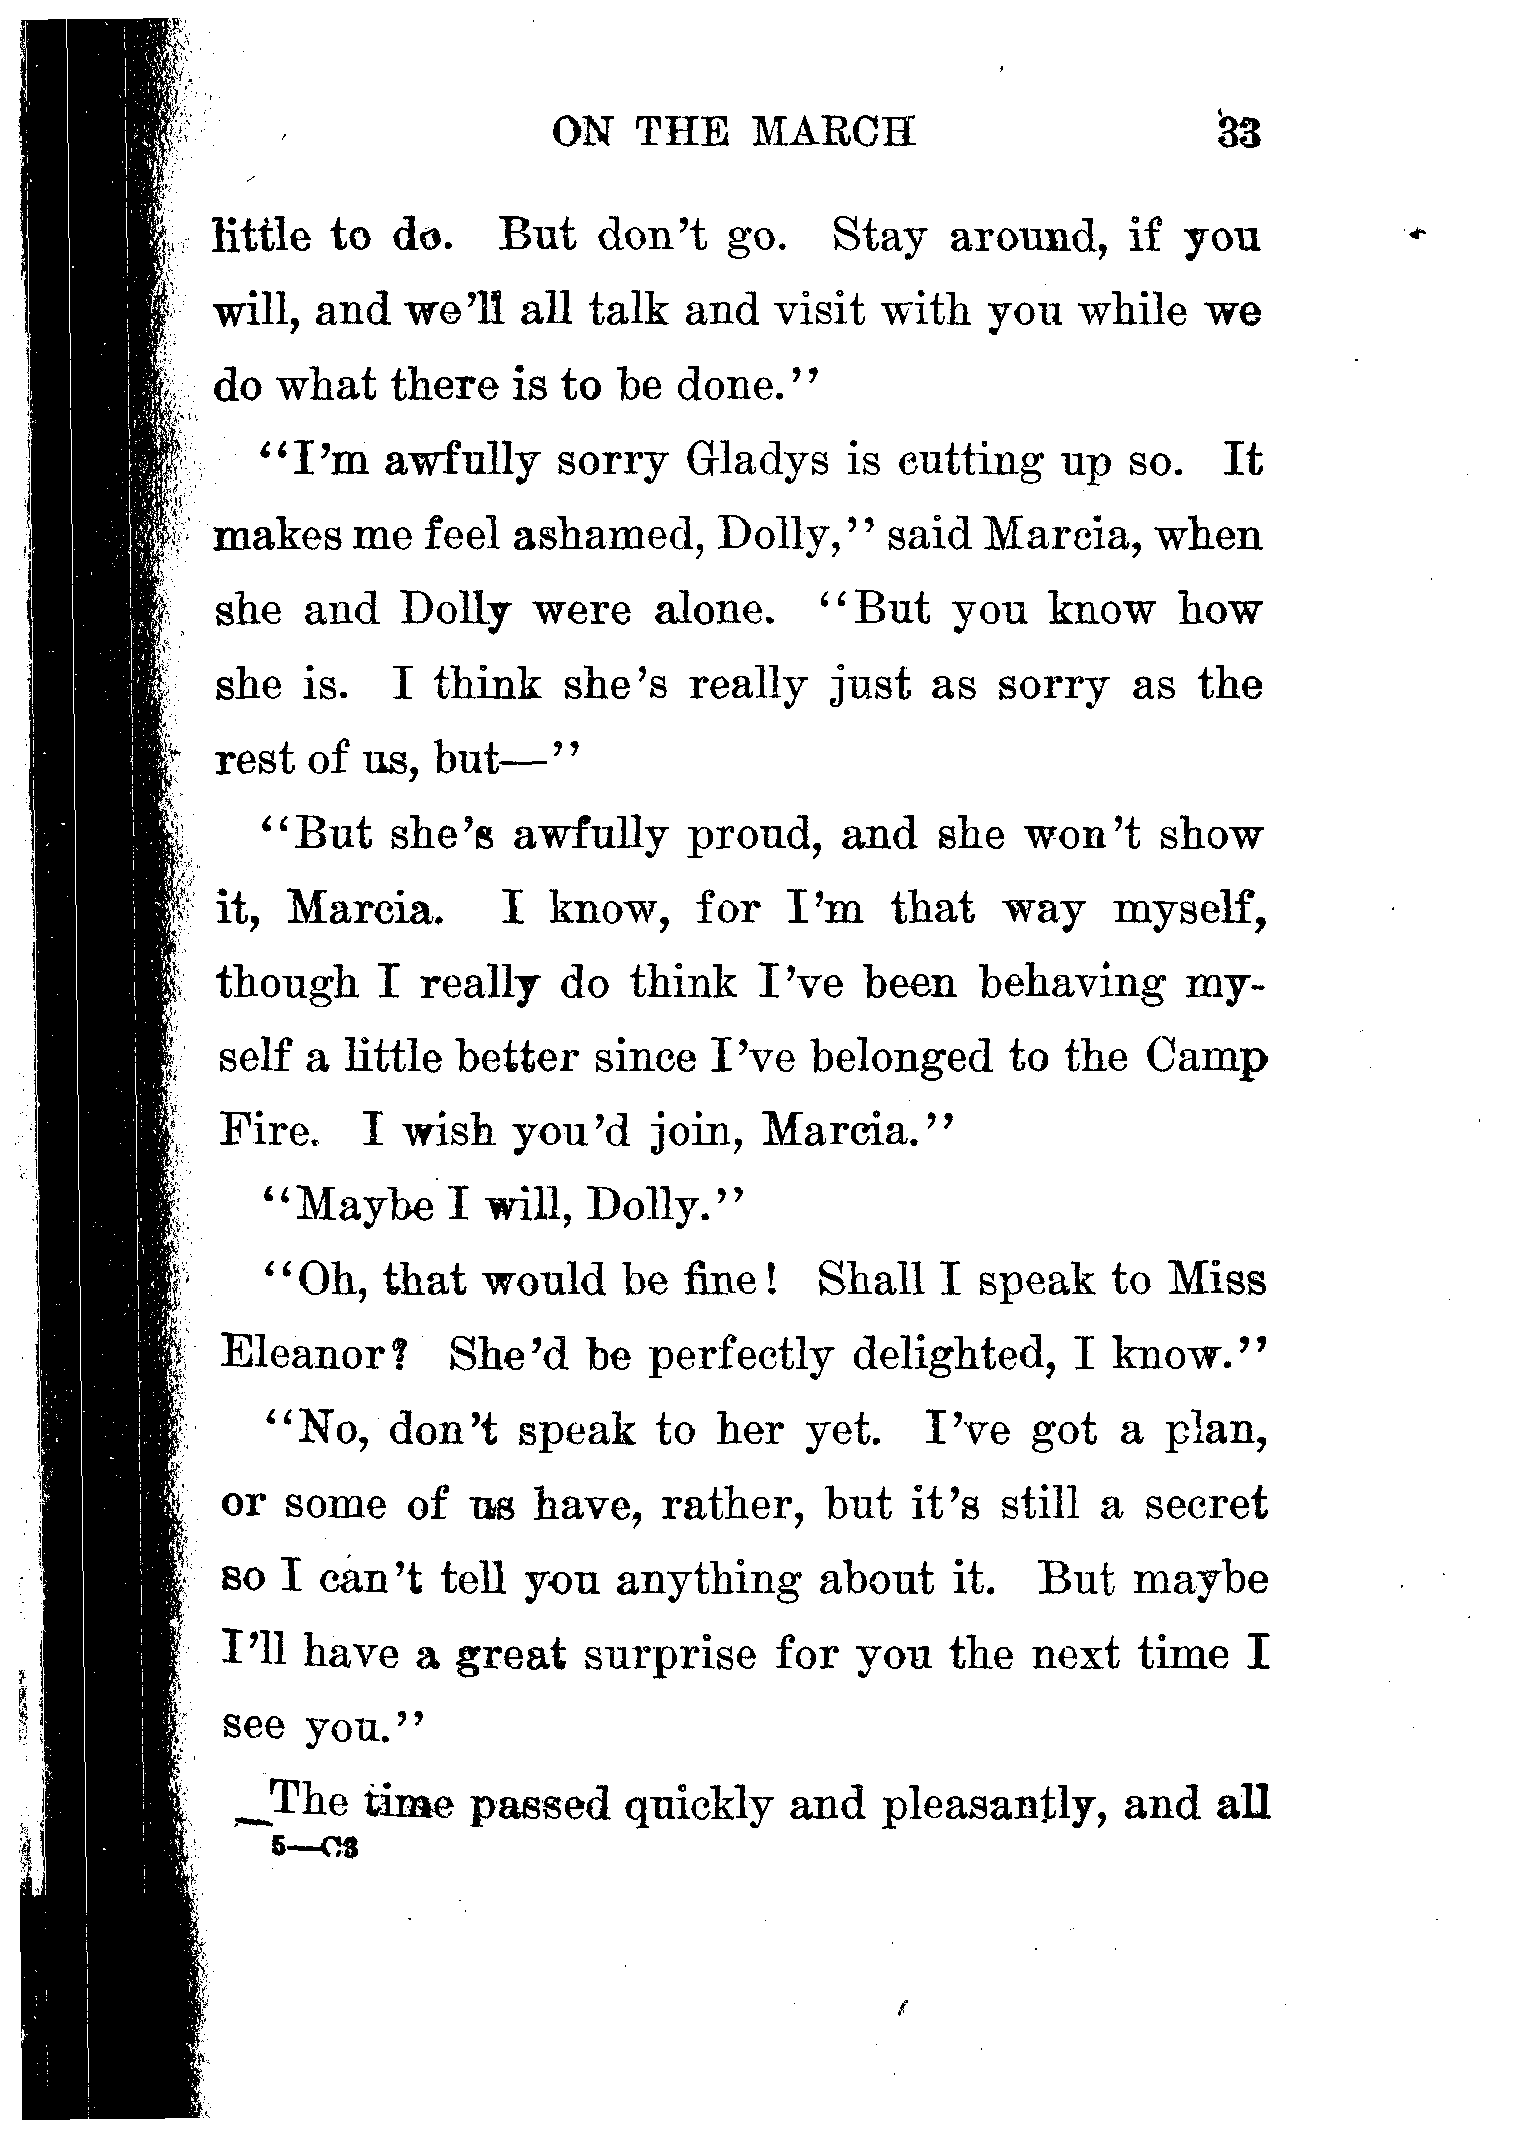 ON THE MARCH 33
little to do. But don't go. Stay around, if you
will, and we'll all talk and visit with you while we
do what there is to be done."
"I'm awfully sorry Gladys is cutting up so. It
makes me feel ashamed, Dolly," said Marcia, when
she and Dolly were alone. "But you know how
she is. I think she's really just as sorry as the
rest of us, but—"
"But she's awfully proud, and she won't show
it, Marcia. I know, for I'm that way myself,
though I really do think I've been behaving my-
self a little better since I've belonged to the Camp
Fire. I wish you'd join, Marcia."
"Maybe I will, Dolly."
"Oh, that would be fine! Shall I speak to Miss
Eleanor? She'd be perfectly delighted, I know."
"No, don't speak to her yet. I've got a plan,
or some of us have, rather, but it's still a secret
so I can't tell you anything about it. But maybe
I'll have a great surprise for you the next time I
see you."
The time passed quickly and pleasantly, and all
5—C3